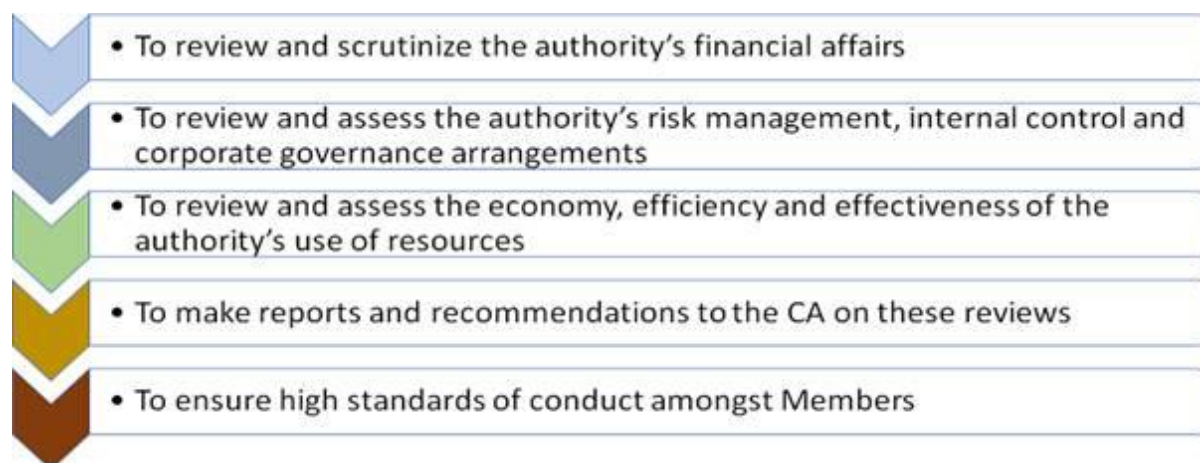 • To review and scrutinize the authority's financial affairs
• To review and assess the authority's risk management, internal control and
corporate governance arrangements
• To review and assess the economy, efficiency and effectiveness of the
authority's use of resources
• To make reports and recommendations to the CA on these reviews
• To ensure high standards of conduct amongst Members